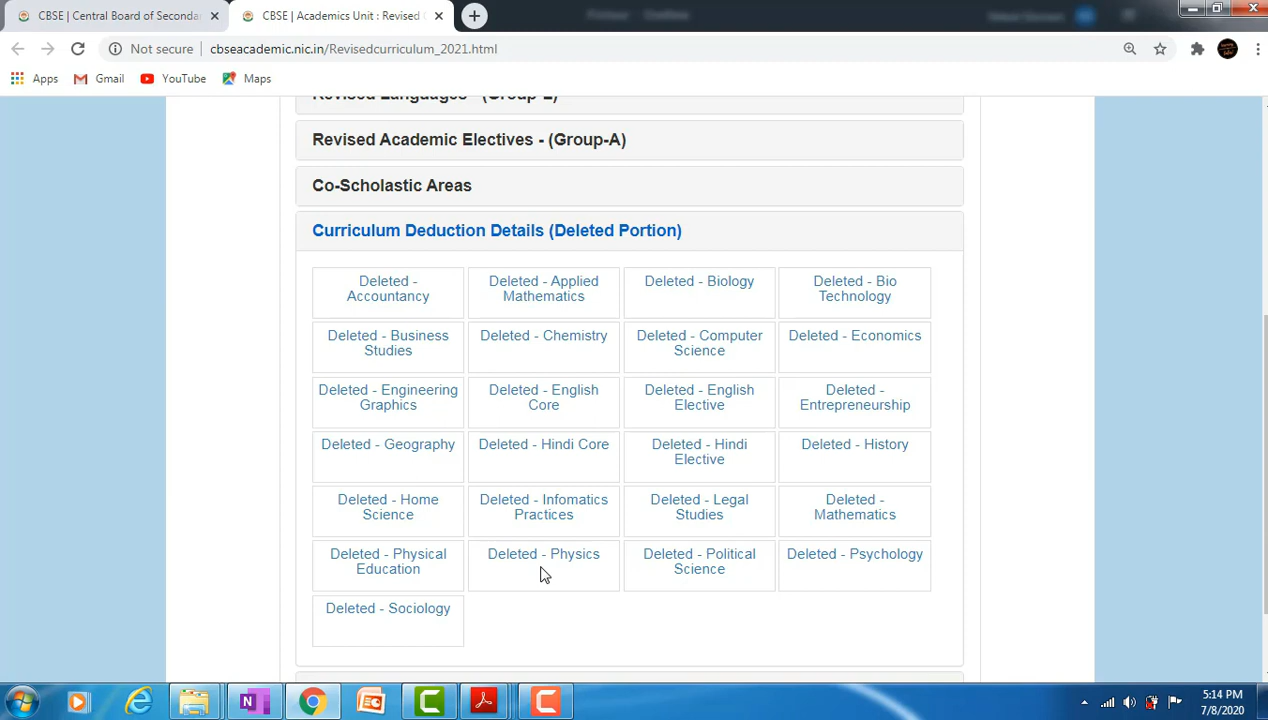 CBSE | Central Board of Seconda
CBSE | Academics Unit : Revised
Not secure
cbseacademic.nic.in/Revisedcurriculum_2021.html
Apps
Gmail
YouTube
Maps
Revised Languages - (Group-L)
Revised Academic Electives - (Group-A)
Co-Scholastic Areas
Curriculum Deduction Details (Deleted Portion)
Deleted -
Accountancy
Deleted - Applied
Mathematics
Deleted - Biology
Deleted - Bio
Technology
Deleted - Business
Studies
Deleted - Chemistry
Deleted - Computer
Science
Deleted - Economics
Deleted - Engineering
Graphics
Deleted - English
Core
Deleted - English
Elective
Deleted -
Entrepreneurship
Deleted - Geography
Deleted - Hindi Core
Deleted - Hindi
Elective
Deleted - History
Deleted - Home
Science
Deleted - Infomatics
Practices
Deleted - Legal
Studies
Deleted -
Mathematics
Deleted - Physical
Education
Deleted - Physics
Deleted - Political
Science
Deleted - Psychology
Deleted - Sociology
5:14 PM
7/8/2020